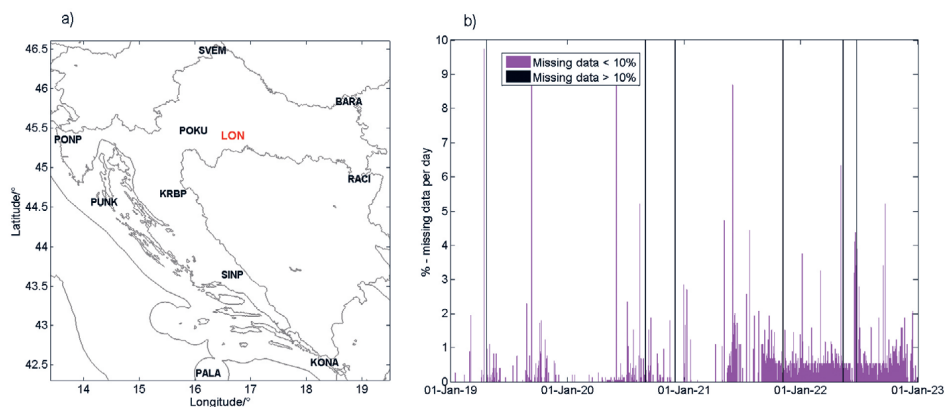 a)
b)
46.5
46
45.5
45
44.5
44
43.5
43
42.5
Latitude/°
SVEM
BARA
POKU
LON
PONP
RACI
KRBP
PUNK
SINP
KONA
PALA
14 15 16 17 18 19
Longitude/°
10
9
8
7
6
5
4
3
2
1
0
% - missing data per day
Missing data < 10%
Missing data > 10%
01-Jan-19 01-Jan-20 01-Jan-21 01-Jan-22 01-Jan-23